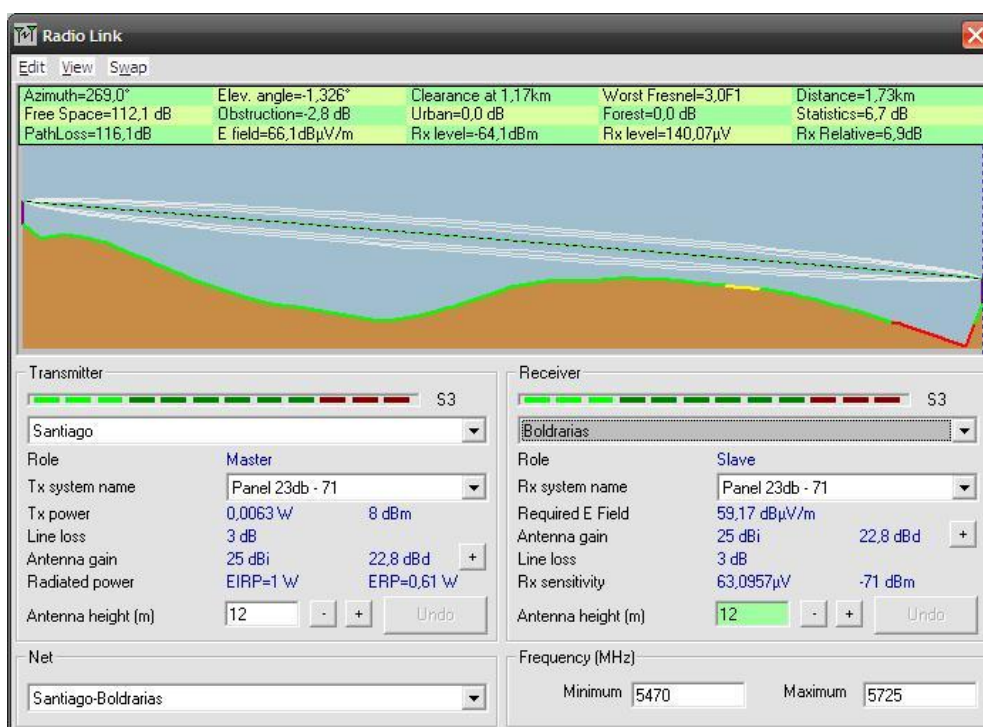 Radio Link
Edit View Swap
Azimuth=269,0° Elev. angle=-1,326° Clearance at 1,17km Worst Fresnel=3,0F1 Distance=1,73km
Free Space=112,1 dB Obstruction=-2,8 dB Urban=0,0 dB Forest=0,0 dB Statistics=6,7 dB
PathLoss=116,1dB E field=66,1dBµV/m Rx level=-64,1dBm Rx level=140,07µV Rx Relative=6,9dB
Transmitter
S3
Santiago
Role Master
Tx system name Panel 23db - 71
Tx power 0,0063 W 8 dBm
Line loss 3 dB
Antenna gain 25 dBi 22,8 dBd +
Radiated power EIRP=1 W ERP=0,61 W
Antenna height (m) 12 - + Undo
Net
Santiago-Boldrarias
Receiver
S3
Boldrarias
Role Slave
Rx system name Panel 23db - 71
Required E Field 59,17 dBµV/m
Antenna gain 25 dBi 22,8 dBd +
Line loss 3 dB
Rx sensitivity 63,0957µV -71 dBm
Antenna height (m) 12 - + Undo
Frequency (MHz)
Minimum 5470 Maximum 5725